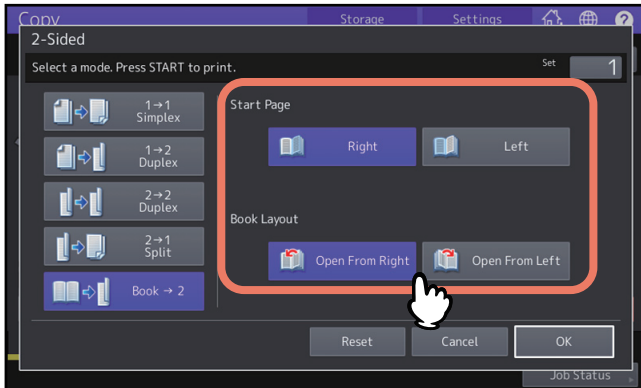 Copy Storage Settings
2-Sided
Select a mode. Press START to print. Set 1
1→1
Simplex
1→2
Duplex
2→2
Duplex
2→1
Split
Book → 2
Start Page
Right Left
Book Layout
Open From Right Open From Left
Reset Cancel OK
Job Status